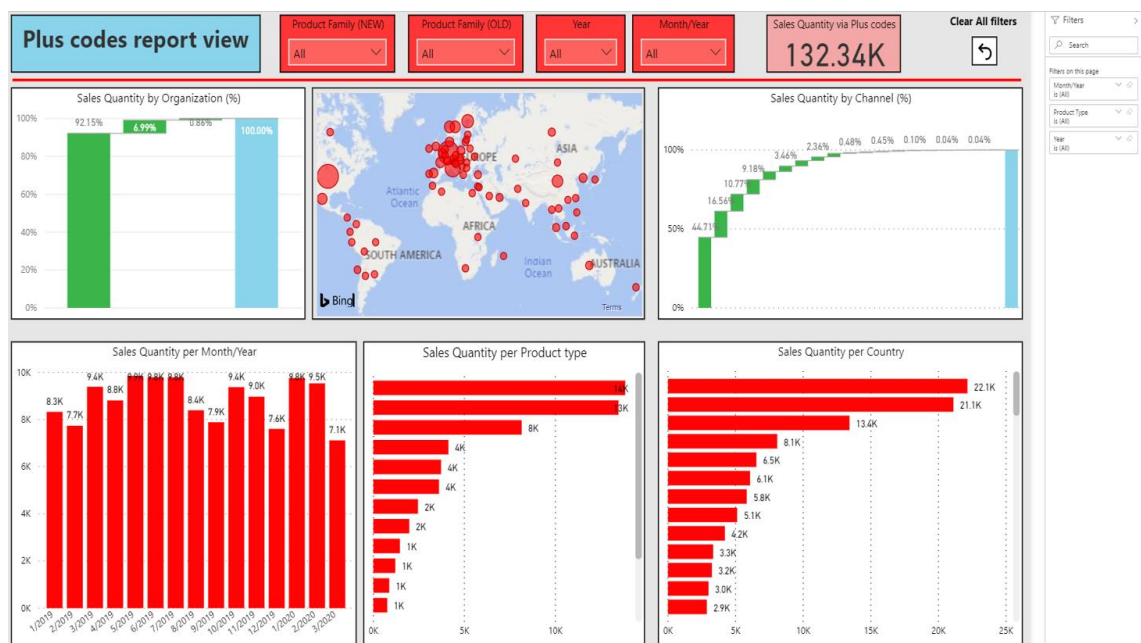 Plus codes report view
Product Family (NEW)
All
Product Family (OLD)
All
Year
All
Month/Year
All
Sales Quantity via Plus codes
132.34K
Clear All filters
Filters
Search
Filters on this page
Month/Year
is (All)
Product Type
is (All)
Year
is (All)
Sales Quantity by Organization (%)
100%
80%
60%
40%
20%
0%
92.15%
6.99%
0.86%
100.00%
EUROPE
ASIA
Atlantic
Ocean
AFRICA
SOUTH AMERICA
Indian
Ocean
AUSTRALIA
Bing
Terms
Sales Quantity by Channel (%)
100%
50%
0%
44.71%
16.56%
10.77%
9.18%
3.46%
2.36%
0.48%
0.45%
0.10%
0.04%
0.04%
Sales Quantity per Month/Year
10K
8K
6K
4K
2K
0K
8.3K
7.7K
9.4K
8.8K
9.9K
9.8K
9.8K
8.4K
7.9K
9.4K
9.0K
7.6K
9.8K
9.5K
7.1K
1/2019
2/2019
3/2019
4/2019
5/2019
6/2019
7/2019
8/2019
9/2019
10/2019
11/2019
12/2019
1/2020
2/2020
3/2020
Sales Quantity per Product type
14K
13K
8K
4K
4K
4K
2K
2K
1K
1K
1K
1K
0K
5K
10K
Sales Quantity per Country
22.1K
21.1K
13.4K
8.1K
6.5K
6.1K
5.8K
5.1K
4.2K
3.3K
3.2K
3.0K
2.9K
0K
5K
10K
15K
20K
25K